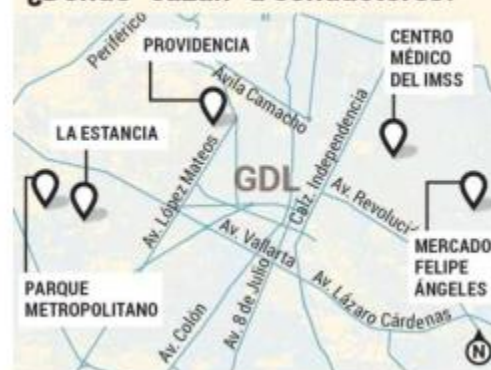 PROVIDENCIA
CENTRO
MÉDICO
DEL IMSS
Periférico
Ávila Camacho
LA ESTANCIA
Av. López Mateos
GDL
Calz. Independencia
Av. Revolució
Av. Vallarta
MERCADO
FELIPE
ÁNGELES
PARQUE
METROPOLITANO
Av. Colón
Av. 8 de Julio
Av. Lázaro Cárdenas
N